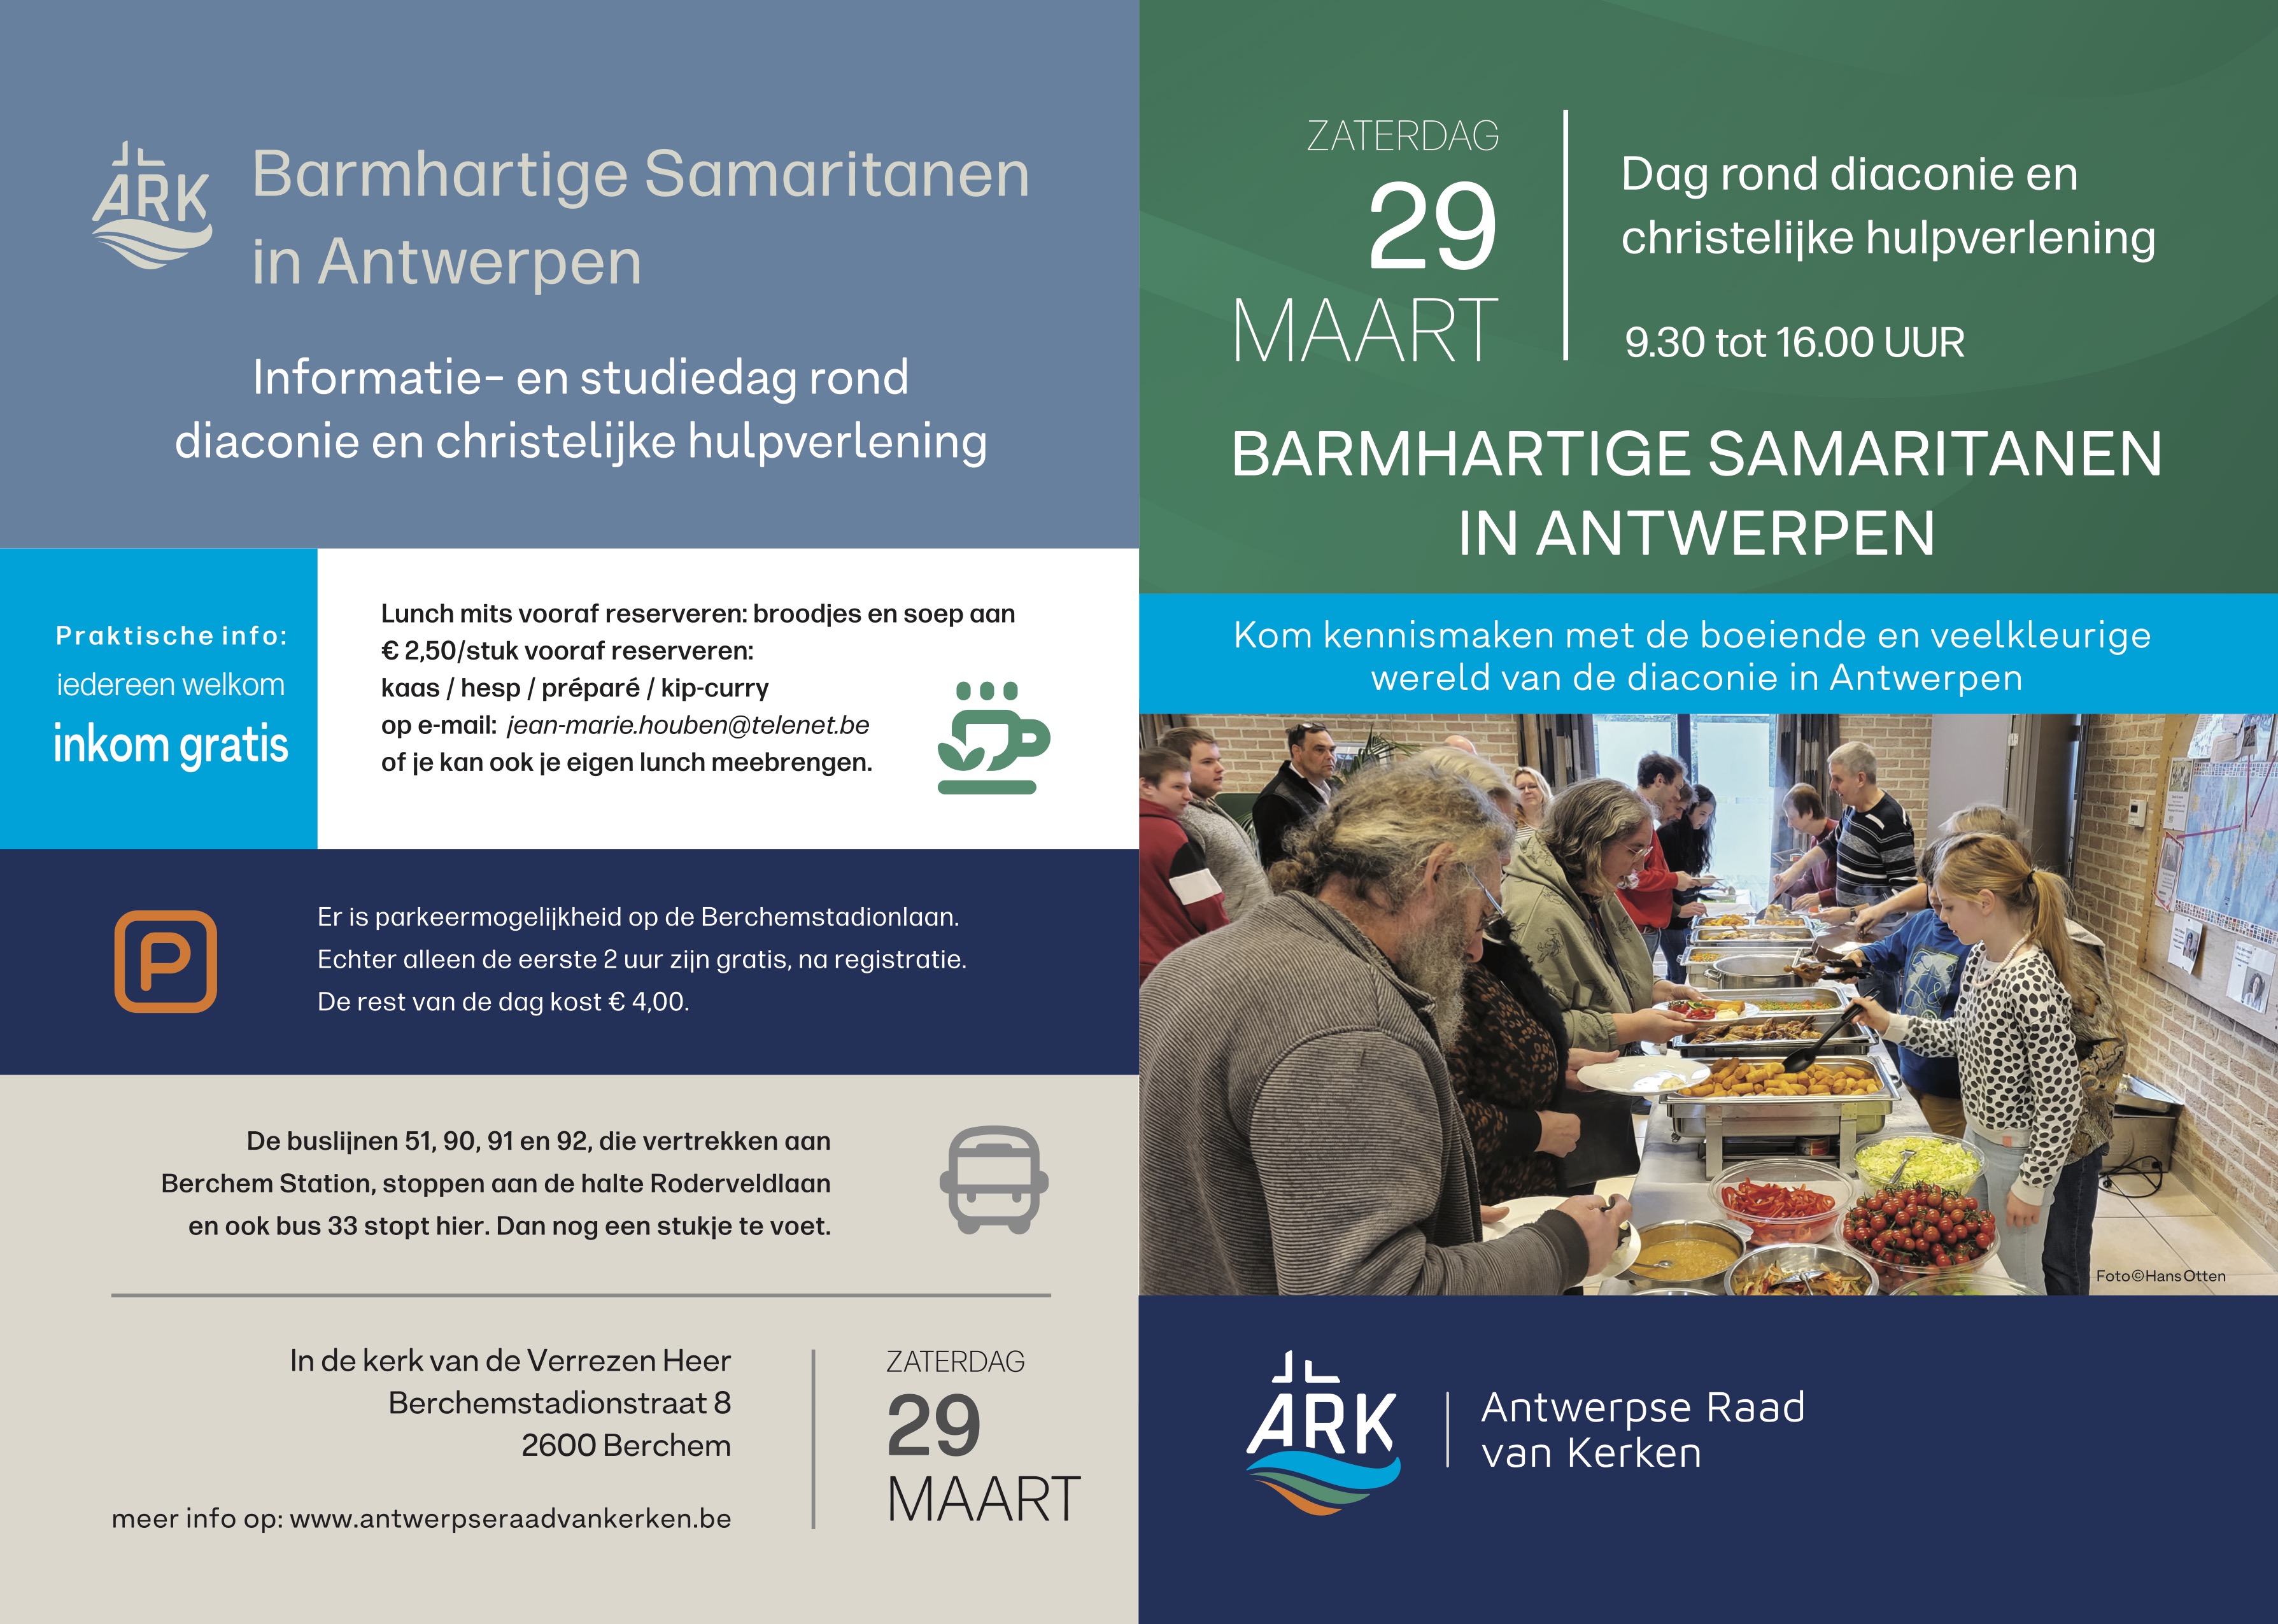 ARK
Barmhartige Samaritanen
in Antwerpen
Informatie- en studiedag rond
diaconie en christelijke hulpverlening
Praktische info:
iedereen welkom
inkom gratis
Lunch mits vooraf reserveren: broodjes en soep aan
€ 2,50/stuk vooraf reserveren:
kaas / hesp / préparé / kip-curry
op e-mail: jean-marie.houben@telenet.be
of je kan ook je eigen lunch meebrengen.
P
Er is parkeermogelijkheid op de Berchemstadionlaan.
Echter alleen de eerste 2 uur zijn gratis, na registratie.
De rest van de dag kost € 4,00.
De buslijnen 51, 90, 91 en 92, die vertrekken aan
Berchem Station, stoppen aan de halte Roderveldlaan
en ook bus 33 stopt hier. Dan nog een stukje te voet.
In de kerk van de Verrezen Heer
Berchemstadionstraat 8
2600 Berchem
meer info op: www.antwerpseraadvankerken.be
ZATERDAG
29
MAART
ZATERDAG
29
MAART
Dag rond diaconie en
christelijke hulpverlening
9.30 tot 16.00 UUR
BARMHARTIGE SAMARITANEN
IN ANTWERPEN
Kom kennismaken met de boeiende en veelkleurige
wereld van de diaconie in Antwerpen
Foto©Hans Otten
ARK
Antwerpse Raad
van Kerken